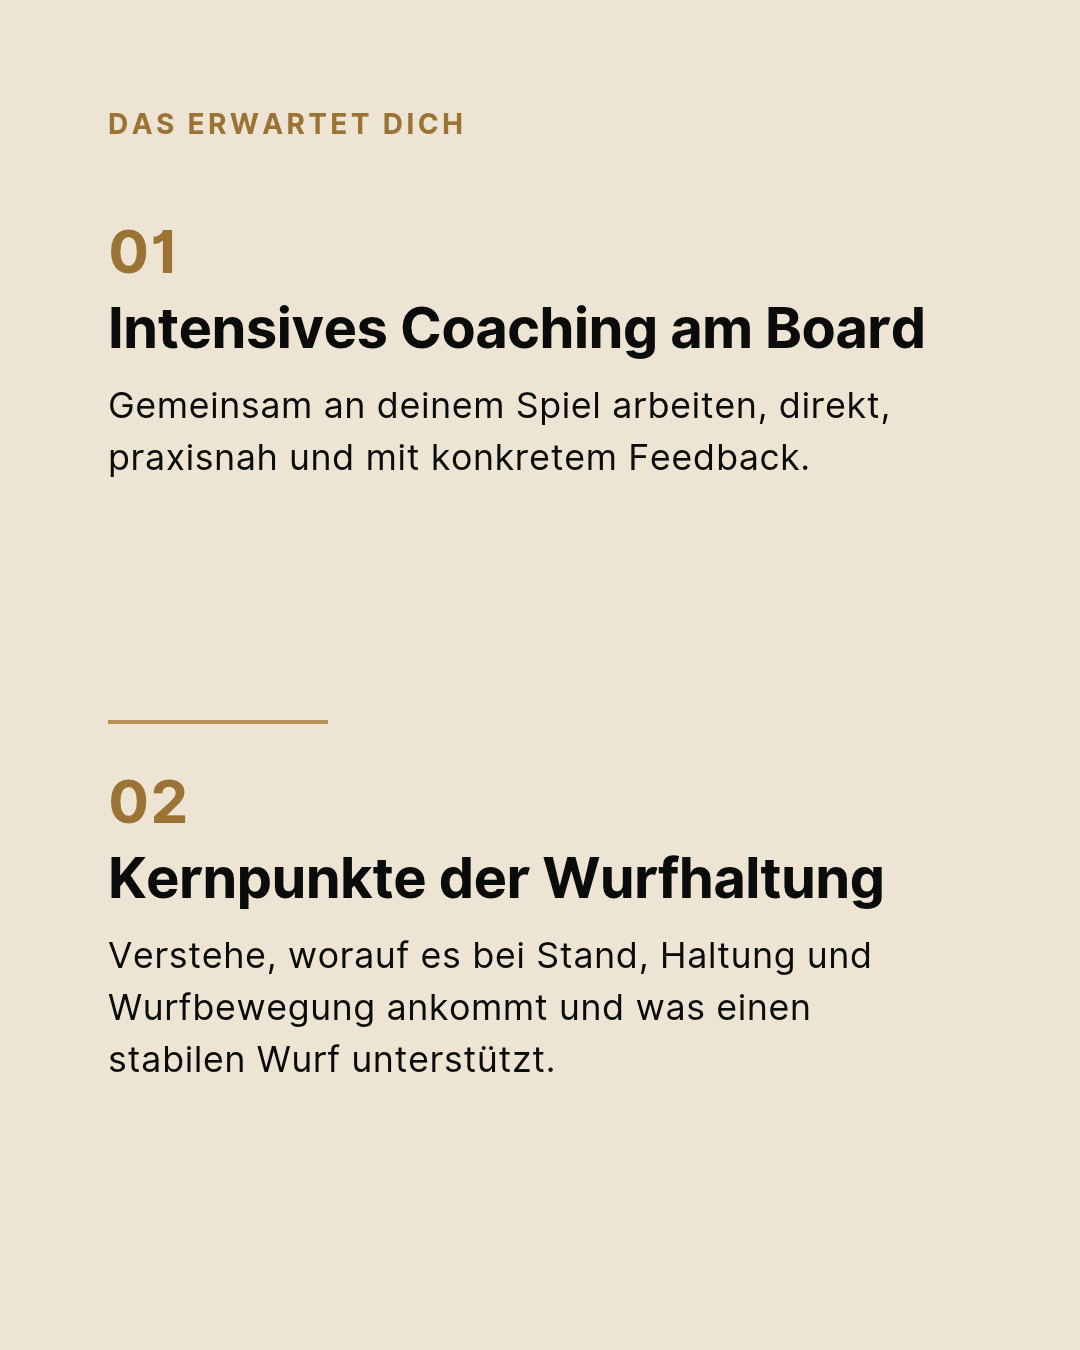 DAS ERWARTET DICH
01
Intensives Coaching am Board
Gemeinsam an deinem Spiel arbeiten, direkt,
praxisnah und mit konkretem Feedback.
02
Kernpunkte der Wurfhaltung
Verstehe, worauf es bei Stand, Haltung und
Wurfbewegung ankommt und was einen
stabilen Wurf unterstützt.